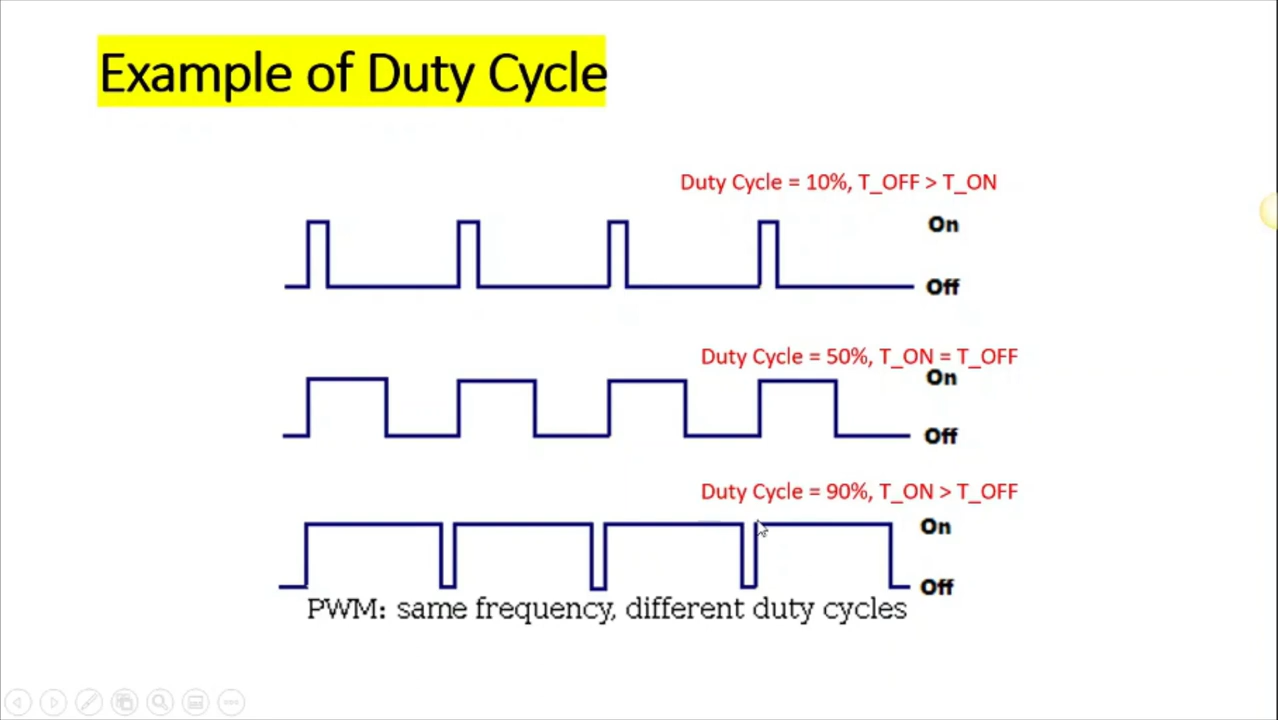 Example of Duty Cycle
Duty Cycle = 10%, T_OFF > T_ON
On
Off
Duty Cycle = 50%, T_ON = T_OFF
On
Off
Duty Cycle = 90%, T_ON > T_OFF
On
Off
PWM: same frequency, different duty cycles